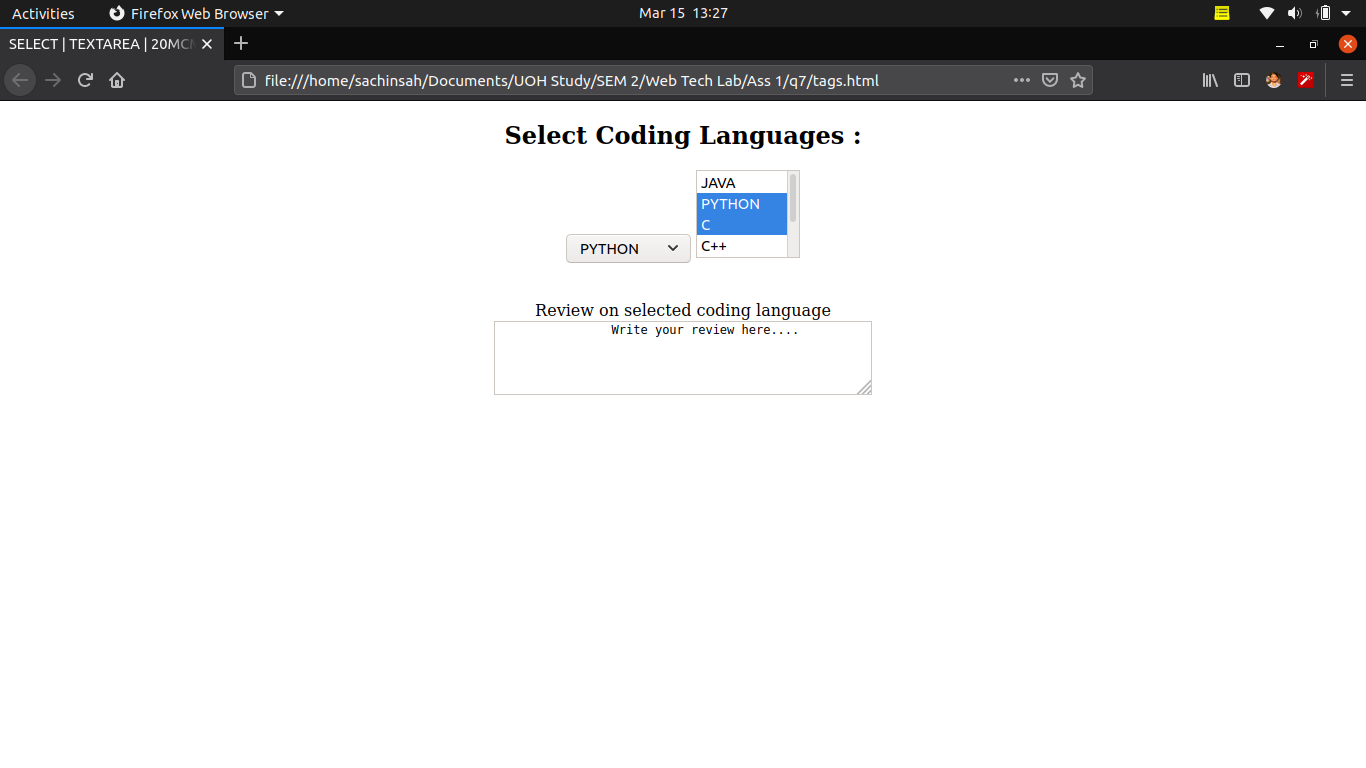 Activities Firefox Web Browser Mar 15 13:27
SELECT | TEXTAREA | 20MC
file:///home/sachinsah/Documents/UOH Study/SEM 2/Web Tech Lab/Ass 1/q7/tags.html
Select Coding Languages :
JAVA
PYTHON
C
C++
PYTHON
Review on selected coding language
Write your review here....